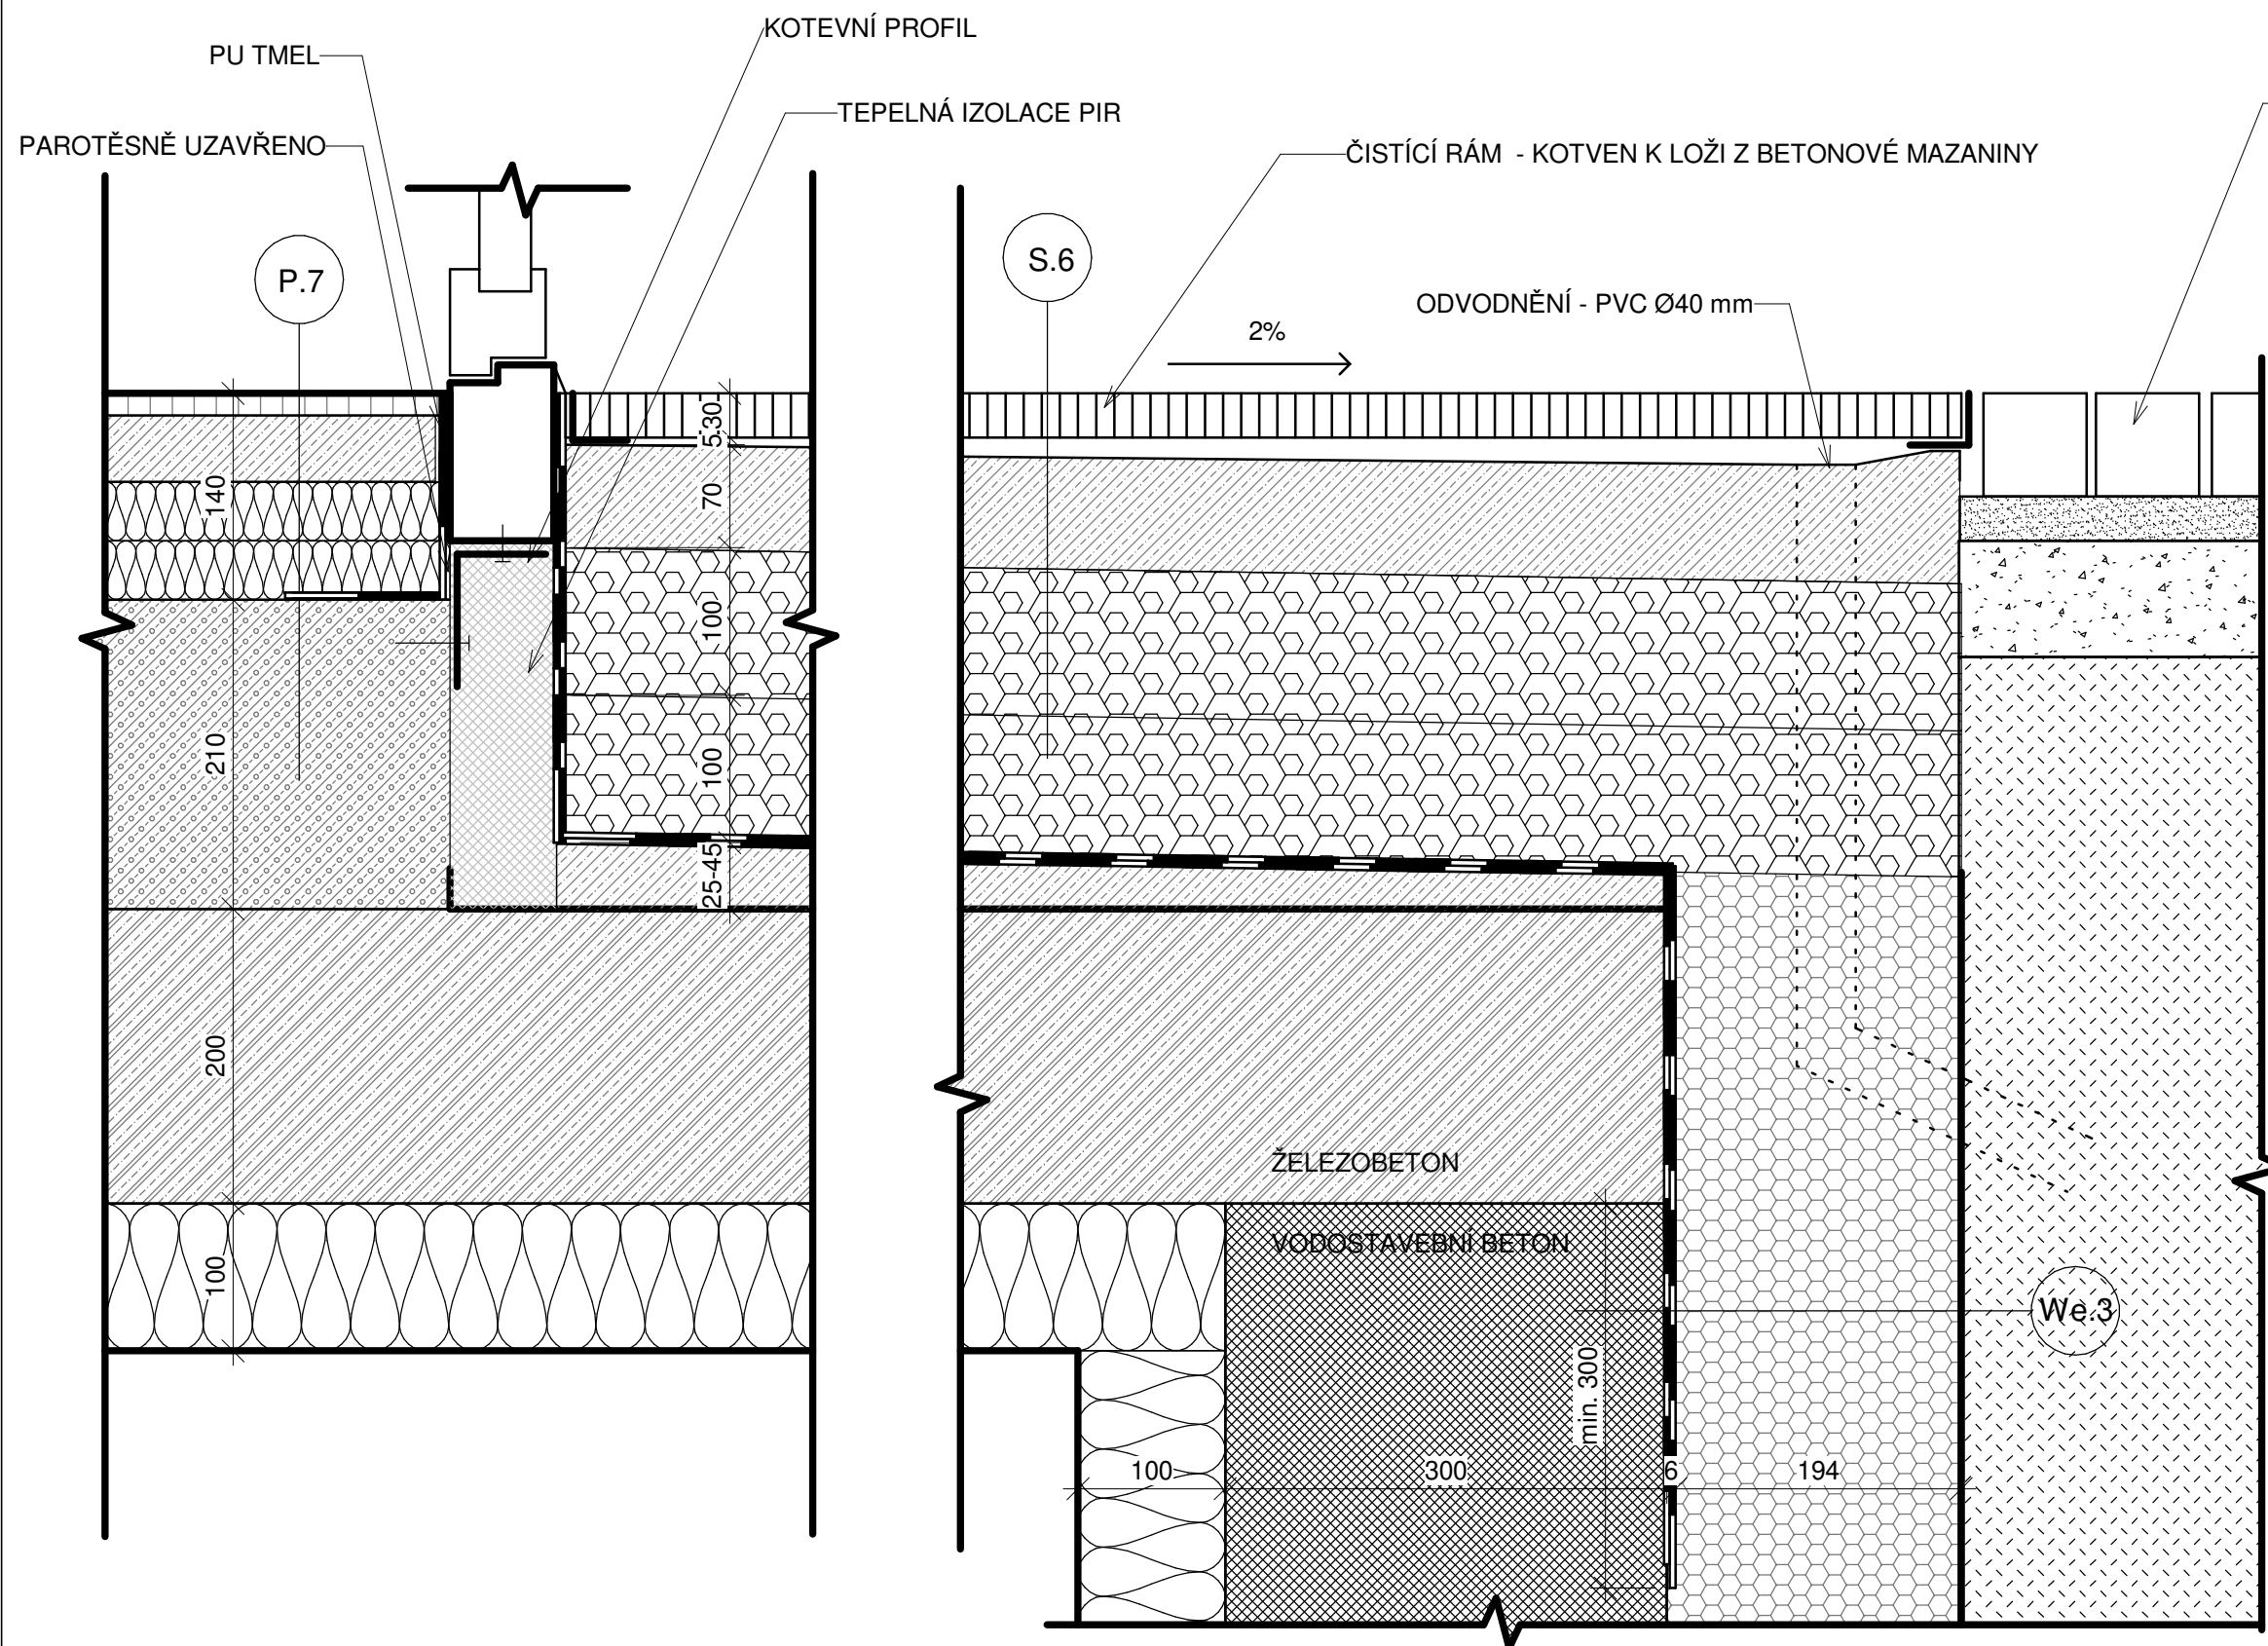 KOTEVNÍ PROFIL
PU TMEL
TEPELNÁ IZOLACE PIR
PAROTĚSNĚ UZAVŘENO
ČISTÍCÍ RÁM - KOTVEN K LOŽI Z BETONOVÉ MAZANINY
P.7
S.6
ODVODNĚNÍ - PVC Ø40 mm
2%
530
140
70
100
210
100
25-45
200
ŽELEZOBETON
VODOSTAVEBNÍ BETON
100
We.3
min. 300
100
300
6
194